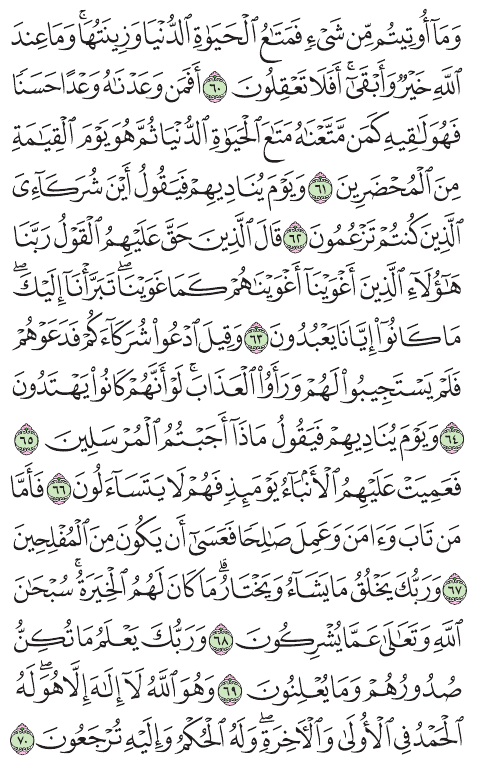 وَمَآ أُوتِيتُم مِّن شَيْءٖ فَمَتَٰعُ ٱلْحَيَوٰةِ ٱلدُّنْيَا وَزِينَتُهَاۚ وَمَا عِندَ
ٱللَّهِ خَيْرٞ وَأَبْقَىٰٓۚ أَفَلَا تَعْقِلُونَ ٦٠ أَفَمَن وَعَدْنَٰهُ وَعْدًا حَسَنٗا
فَهُوَ لَٰقِيهِ كَمَن مَّتَّعْنَٰهُ مَتَٰعَ ٱلْحَيَوٰةِ ٱلدُّنْيَا ثُمَّ هُوَ يَوْمَ ٱلْقِيَٰمَةِ
مِنَ ٱلْمُحْضَرِينَ ٦١ وَيَوْمَ يُنَادِيهِمْ فَيَقُولُ أَيْنَ شُرَكَآءِيَ
ٱلَّذِينَ كُنتُمْ تَزْعُمُونَ ٦٢ قَالَ ٱلَّذِينَ حَقَّ عَلَيْهِمُ ٱلْقَوْلُ رَبَّنَا
هَٰٓؤُلَآءِ ٱلَّذِينَ أَغْوَيْنَآ أَغْوَيْنَٰهُمْ كَمَا غَوَيْنَاۖ تَبَرَّأْنَآ إِلَيْكَۖ
مَا كَانُوٓاْ إِيَّانَا يَعْبُدُونَ ٦٣ وَقِيلَ ٱدْعُواْ شُرَكَآءَكُمْ فَدَعَوْهُمْ
فَلَمْ يَسْتَجِيبُواْ لَهُمْ وَرَأَوُاْ ٱلْعَذَابَۚ لَوْ أَنَّهُمْ كَانُواْ يَهْتَدُونَ
٦٤ وَيَوْمَ يُنَادِيهِمْ فَيَقُولُ مَاذَآ أَجَبْتُمُ ٱلْمُرْسَلِينَ ٦٥
فَعَمِيَتْ عَلَيْهِمُ ٱلْأَنۢبَآءُ يَوْمَئِذٖ فَهُمْ لَا يَتَسَآءَلُونَ ٦٦ فَأَمَّا
مَن تَابَ وَءَامَنَ وَعَمِلَ صَٰلِحٗا فَعَسَىٰٓ أَن يَكُونَ مِنَ ٱلْمُفْلِحِينَ
٦٧ وَرَبُّكَ يَخْلُقُ مَا يَشَآءُ وَيَخْتَارُۗ مَا كَانَ لَهُمُ ٱلْخِيَرَةُۚ سُبْحَٰنَ
ٱللَّهِ وَتَعَٰلَىٰ عَمَّا يُشْرِكُونَ ٦٨ وَرَبُّكَ يَعْلَمُ مَا تُكِنُّ
صُدُورُهُمْ وَمَا يُعْلِنُونَ ٦٩ وَهُوَ ٱللَّهُ لَآ إِلَٰهَ إِلَّا هُوَۖ لَهُ
ٱلْحَمْدُ فِي ٱلْأُولَىٰ وَٱلْأٓخِرَةِۖ وَلَهُ ٱلْحُكْمُ وَإِلَيْهِ تُرْجَعُونَ ٧٠